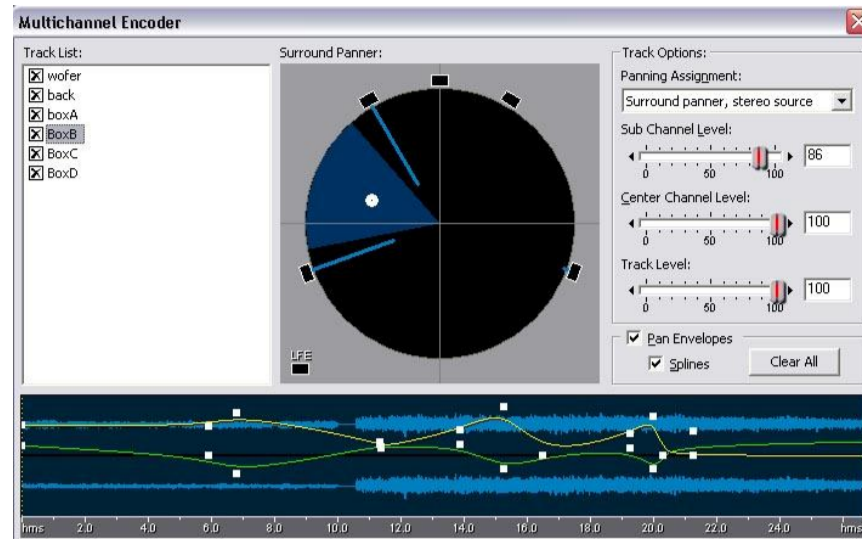 Multichannel Encoder
Track List:
wofer
back
boxA
BoxB
BoxC
BoxD
Surround Panner:
LFE
Track Options:
Panning Assignment:
Surround panner, stereo source
Sub Channel Level:
86
0 50 100
Center Channel Level:
100
0 50 100
Track Level:
100
0 50 100
Pan Envelopes
Splines
Clear All
hms 2.0 4.0 6.0 8.0 10.0 12.0 14.0 16.0 18.0 20.0 22.0 24.0 hms